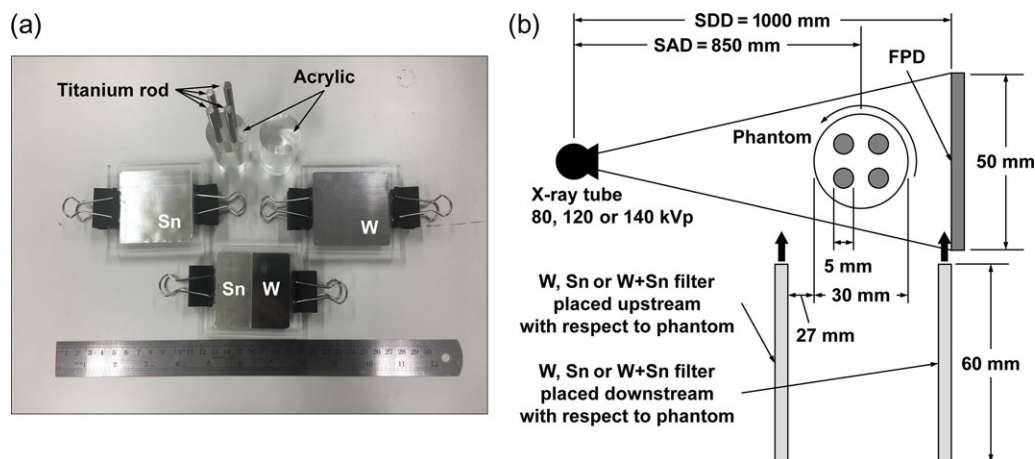 (a)
Titanium rod
Acrylic
Sn
W
Sn
W
(b)
SDD = 1000 mm
SAD = 850 mm
FPD
Phantom
50 mm
X-ray tube
80, 120 or 140 kVp
5 mm
30 mm
27 mm
W, Sn or W+Sn filter
placed upstream
with respect to phantom
60 mm
W, Sn or W+Sn filter
placed downstream
with respect to phantom